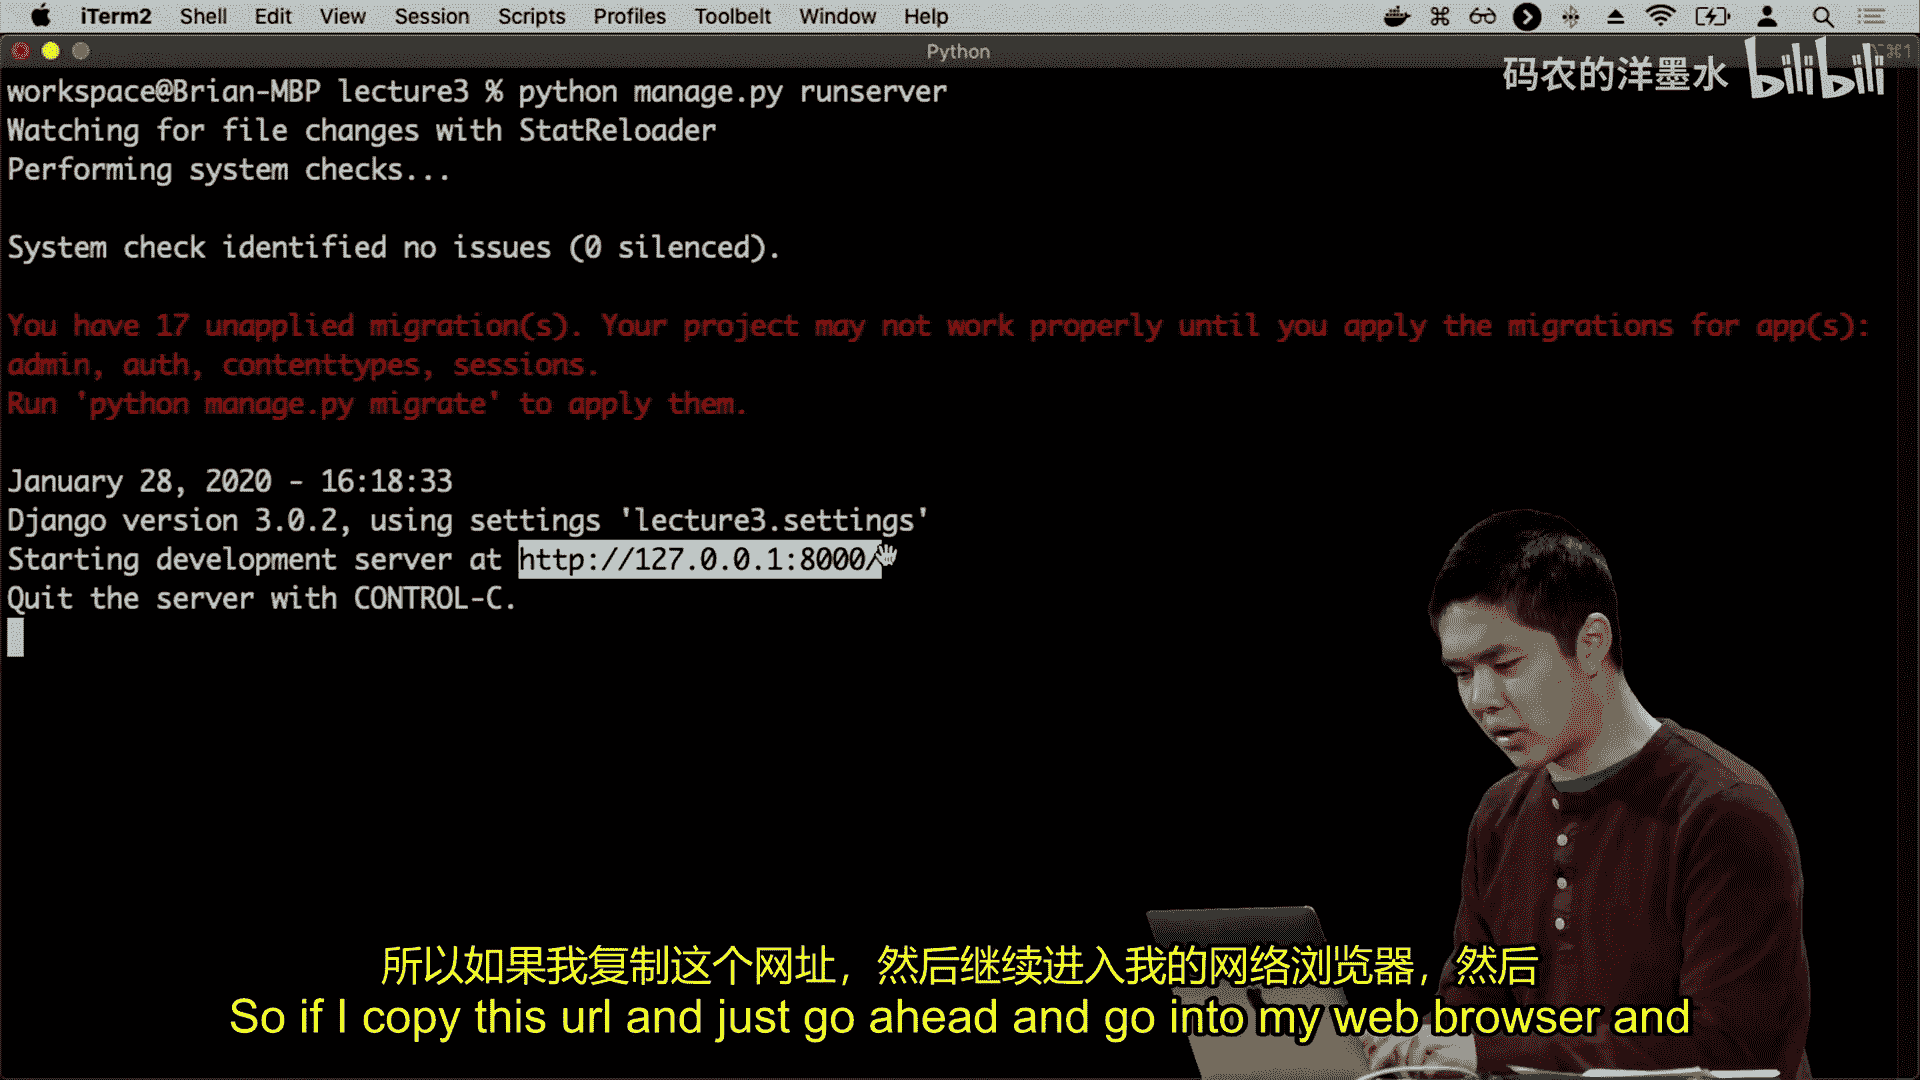 iTerm2 Shell Edit View Session Scripts Profiles Toolbelt Window Help
Python
⌘1
码农的洋墨水 bilibili
workspace@Brian-MBP lecture3 % python manage.py runserver
Watching for file changes with StatReloader
Performing system checks...
System check identified no issues (0 silenced).
You have 17 unapplied migration(s). Your project may not work properly until you apply the migrations for app(s):
admin, auth, contenttypes, sessions.
Run 'python manage.py migrate' to apply them.
January 28, 2020 - 16:18:33
Django version 3.0.2, using settings 'lecture3.settings'
Starting development server at http://127.0.0.1:8000/
Quit the server with CONTROL-C.
所以如果我复制这个网址，然后继续进入我的网络浏览器，然后
So if I copy this url and just go ahead and go into my web browser and